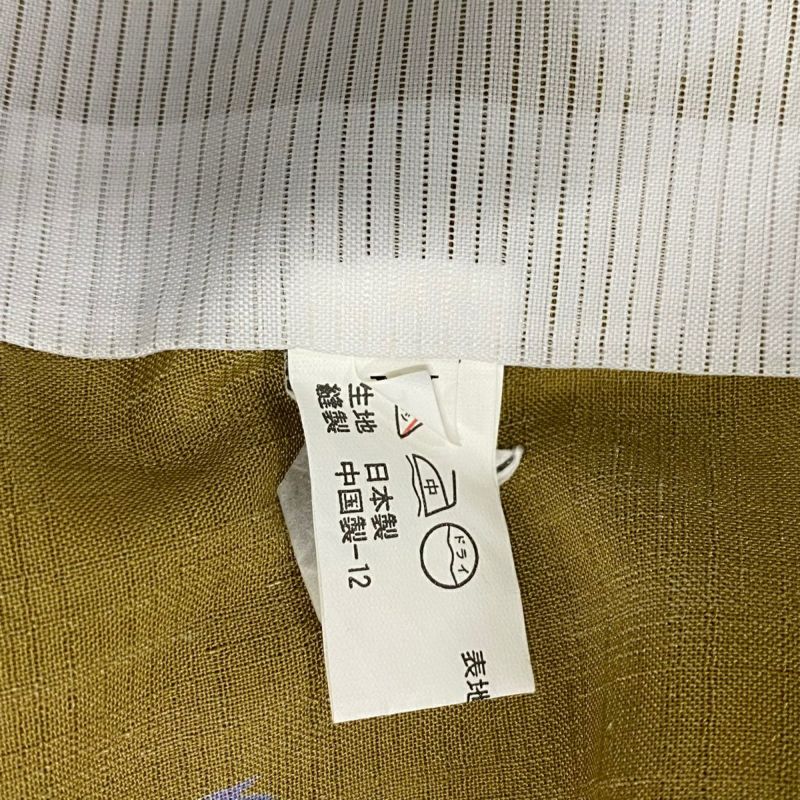 生地 日本製
縫製 中国製-12
中
ドライ
表地